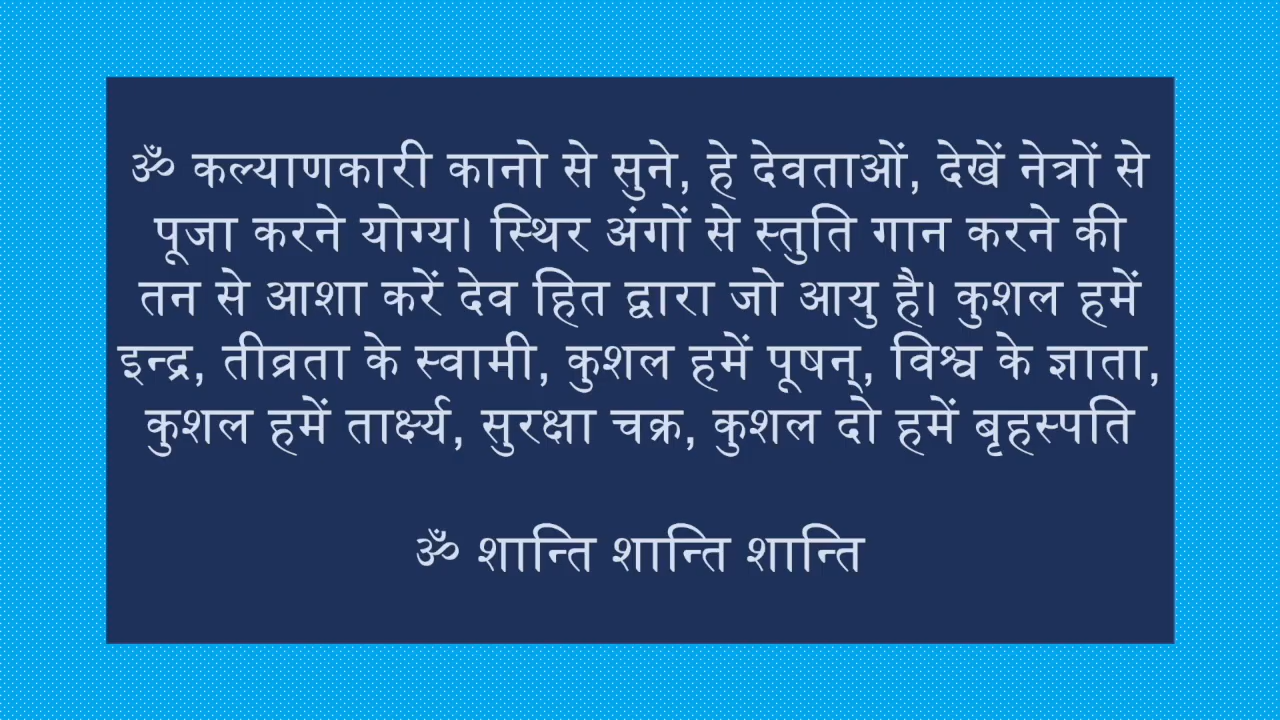 ॐ कल्याणकारी कानो से सुने, हे देवताओं, देखें नेत्रों से
पूजा करने योग्य। स्थिर अंगों से स्तुति गान करने की
तन से आशा करें देव हित द्वारा जो आयु है। कुशल हमें
इन्द्र, तीव्रता के स्वामी, कुशल हमें पूषन्, विश्व के ज्ञाता,
कुशल हमें तार्क्ष्य, सुरक्षा चक्र, कुशल दो हमें बृहस्पति
ॐ शान्ति शान्ति शान्ति